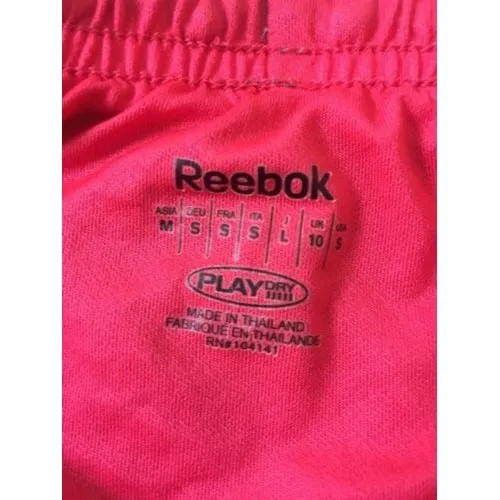 Reebok
ASIA DEU FRA ITA J UK USA
M S S S L 10 S
PLAYDRY
MADE IN THAILAND
FABRIQUE EN THAILANDE
RN#104141